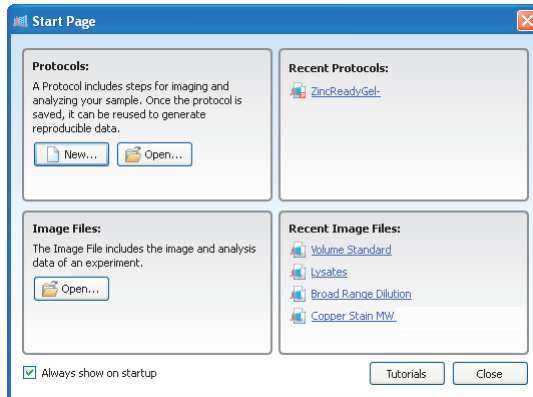 Start Page
Protocols:
A Protocol includes steps for imaging and
analyzing your sample. Once the protocol is
saved, it can be reused to generate
reproducible data.
New...
Open...
Recent Protocols:
ZincReadyGel-
Image Files:
The Image File includes the image and analysis
data of an experiment.
Open...
Recent Image Files:
Volume Standard
Lysates
Broad Range Dilution
Copper Stain MW
Always show on startup
Tutorials
Close